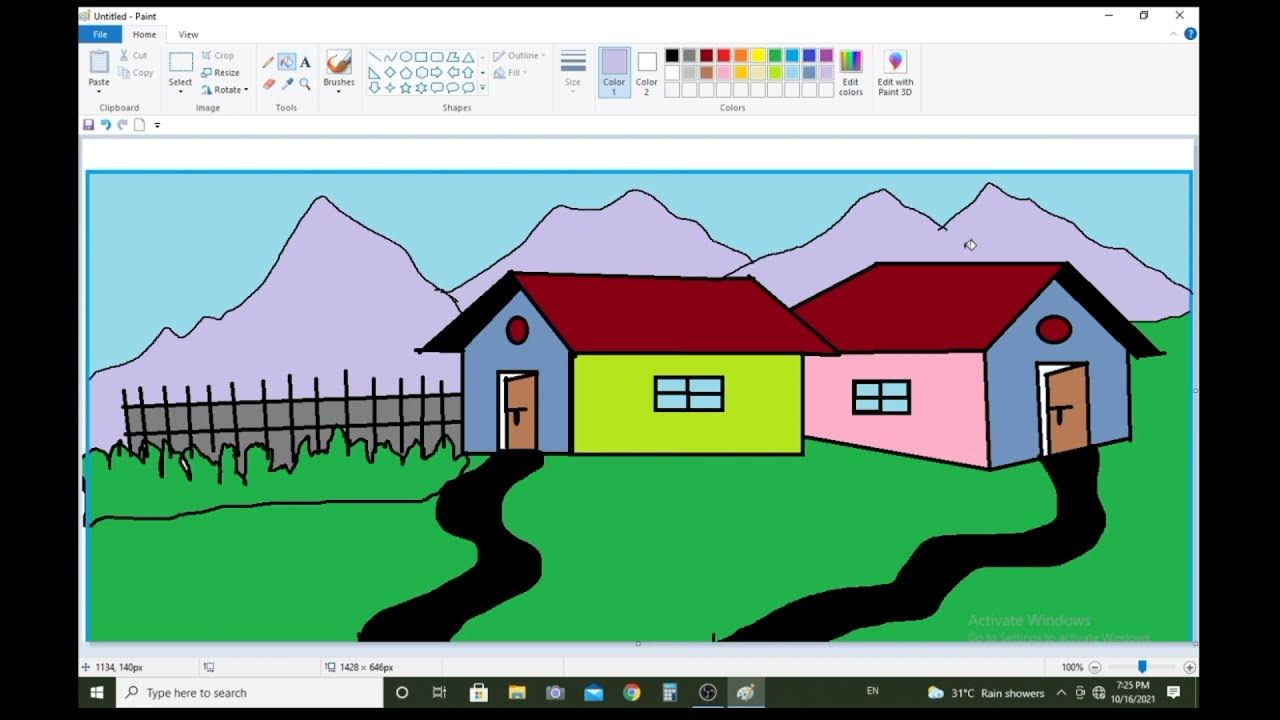 Untitled - Paint
File Home View
Cut
Copy
Paste
Clipboard
Crop
Resize
Rotate
Select
Image
A
Tools
Brushes
Outline
Fill
Shapes
Size
Color 1
Color 2
Edit colors
Edit with Paint 3D
Colors
Activate Windows
Go to Settings to activate Windows.
1134, 140px
1428 × 646px
100%
Type here to search
EN
31°C Rain showers
7:25 PM
10/16/2021